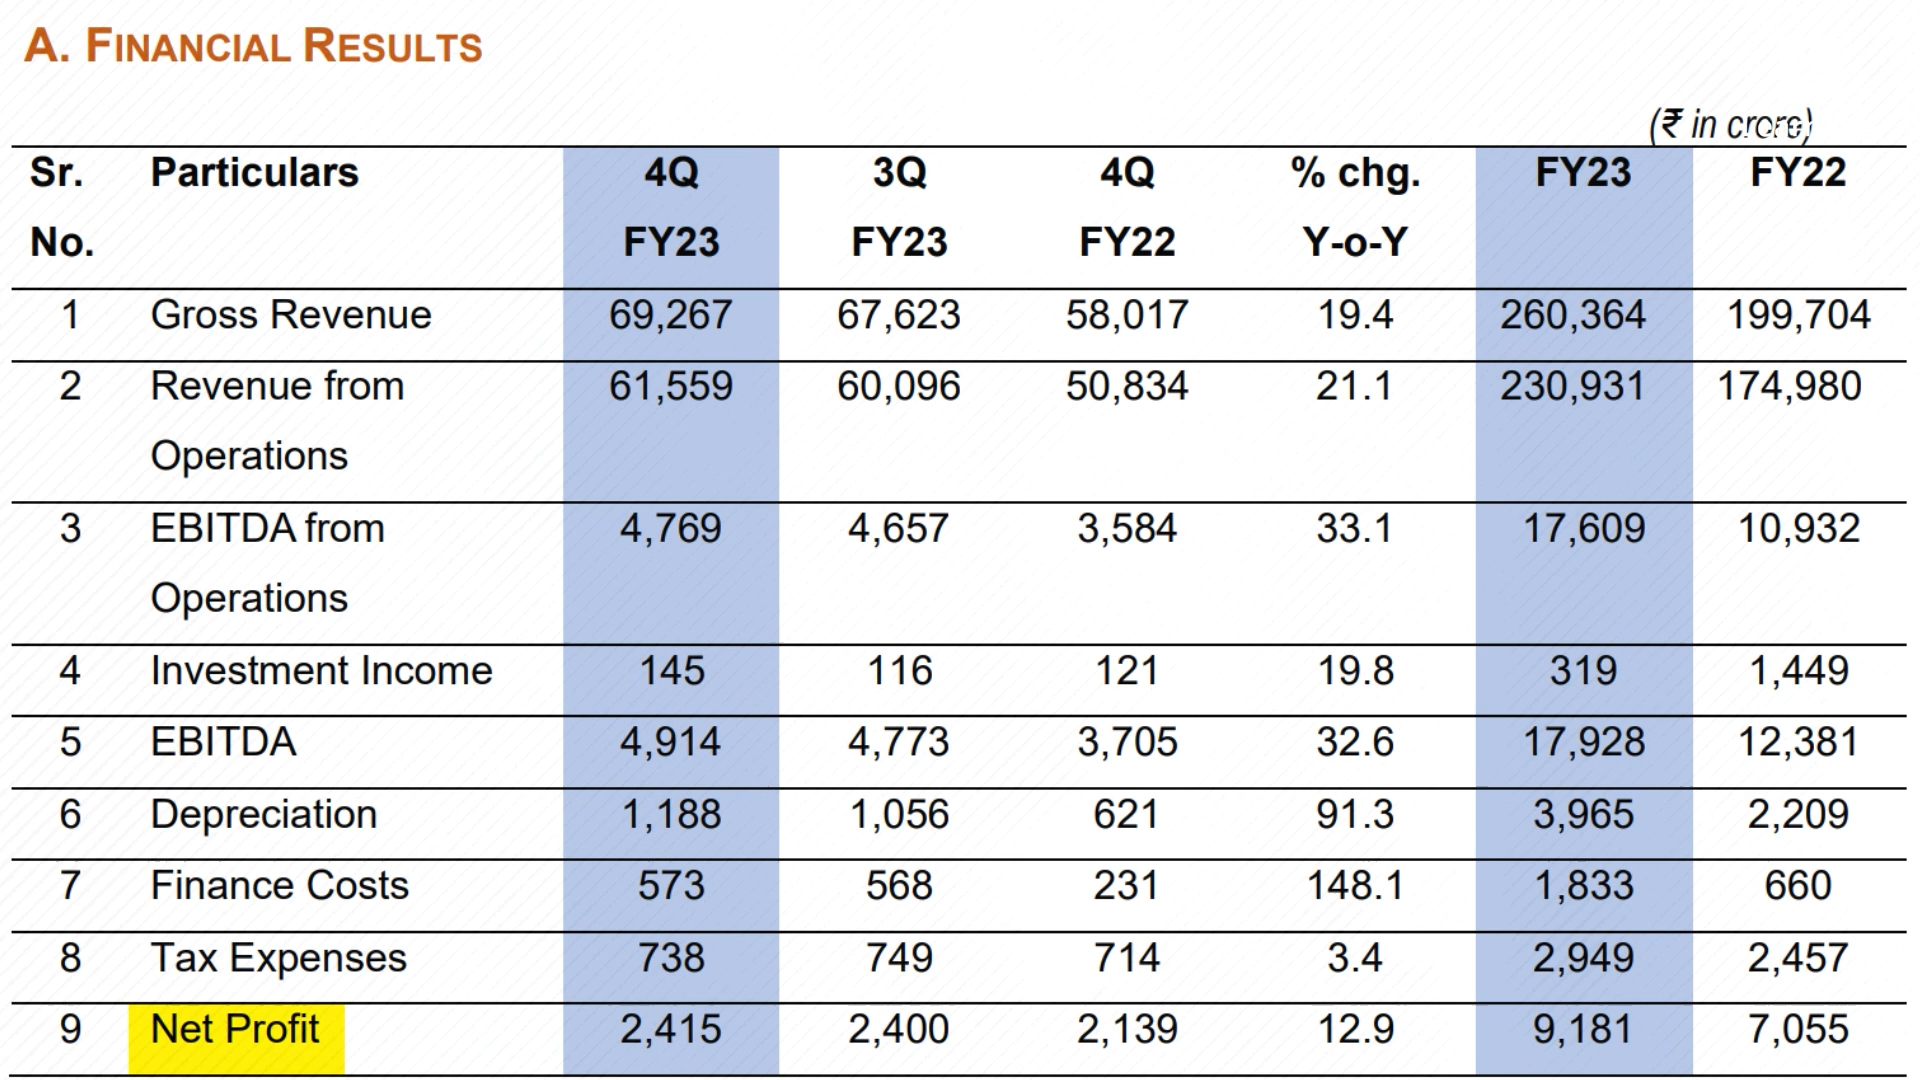 A. FINANCIAL RESULTS
(₹ in crore)
Sr. No. Particulars 4Q FY23 3Q FY23 4Q FY22 % chg. Y-o-Y FY23 FY22
1 Gross Revenue 69,267 67,623 58,017 19.4 260,364 199,704
2 Revenue from Operations 61,559 60,096 50,834 21.1 230,931 174,980
3 EBITDA from Operations 4,769 4,657 3,584 33.1 17,609 10,932
4 Investment Income 145 116 121 19.8 319 1,449
5 EBITDA 4,914 4,773 3,705 32.6 17,928 12,381
6 Depreciation 1,188 1,056 621 91.3 3,965 2,209
7 Finance Costs 573 568 231 148.1 1,833 660
8 Tax Expenses 738 749 714 3.4 2,949 2,457
9 Net Profit 2,415 2,400 2,139 12.9 9,181 7,055